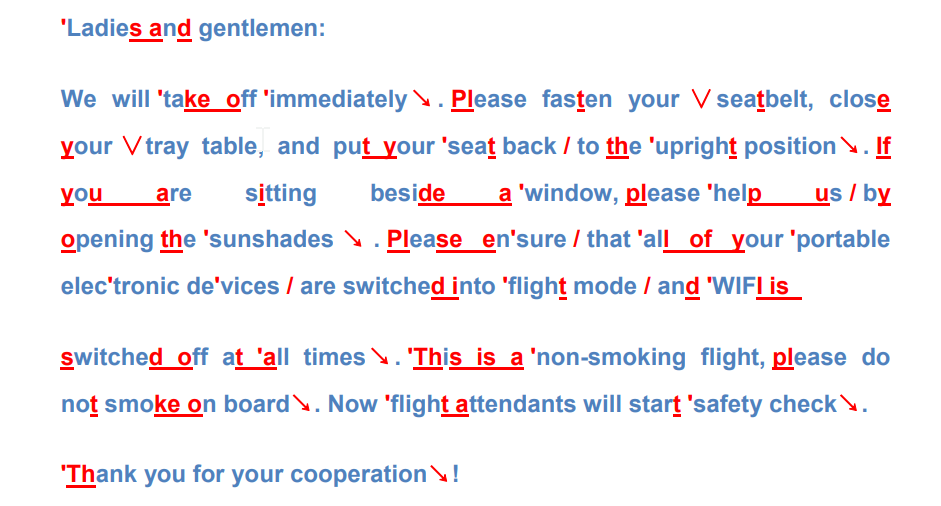 'Ladies and gentlemen:
We will 'take off 'immediately↘. Please fasten your ∨ seatbelt, close
your ∨ tray table, and put your 'seat back / to the 'upright position↘. If
you are sitting beside a 'window, please 'help us / by
opening the 'sunshades ↘ . Please en'sure / that 'all of your 'portable
elec'tronic de'vices / are switched into 'flight mode / and 'WIFI is
switched off at 'all times↘. 'This is a 'non-smoking flight, please do
not smoke on board↘. Now 'flight attendants will start 'safety check↘.
'Thank you for your cooperation↘!